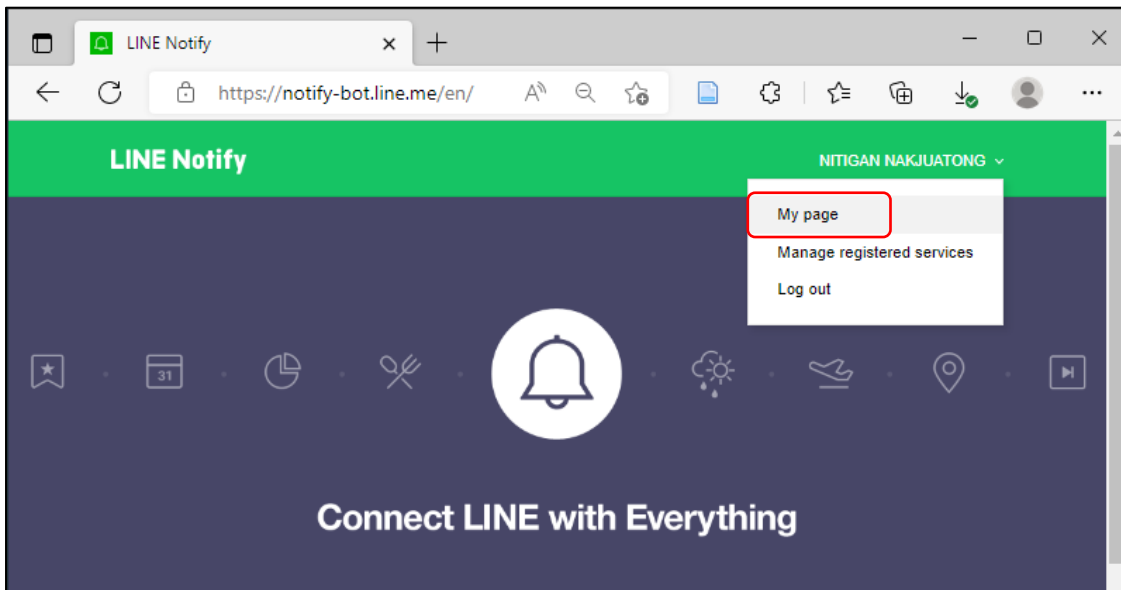 LINE Notify
https://notify-bot.line.me/en/
LINE Notify
NITIGAN NAKJUATONG
My page
Manage registered services
Log out
31
Connect LINE with Everything